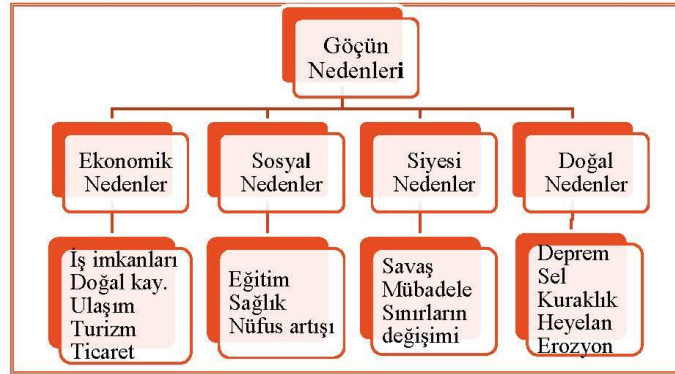 Göçün
Nedenleri
Ekonomik
Nedenler
Sosyal
Nedenler
Siyesi
Nedenler
Doğal
Nedenler
İş imkanları
Doğal kay.
Ulaşım
Turizm
Ticaret
Eğitim
Sağlık
Nüfus artışı
Savaş
Mübadele
Sınırların
değişimi
Deprem
Sel
Kuraklık
Heyelan
Erozyon